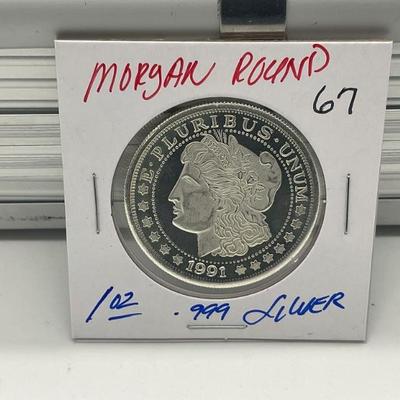 MORGAN ROUND
67
E·PLURIBUS·UNUM
1991
1 oz .999 SILVER